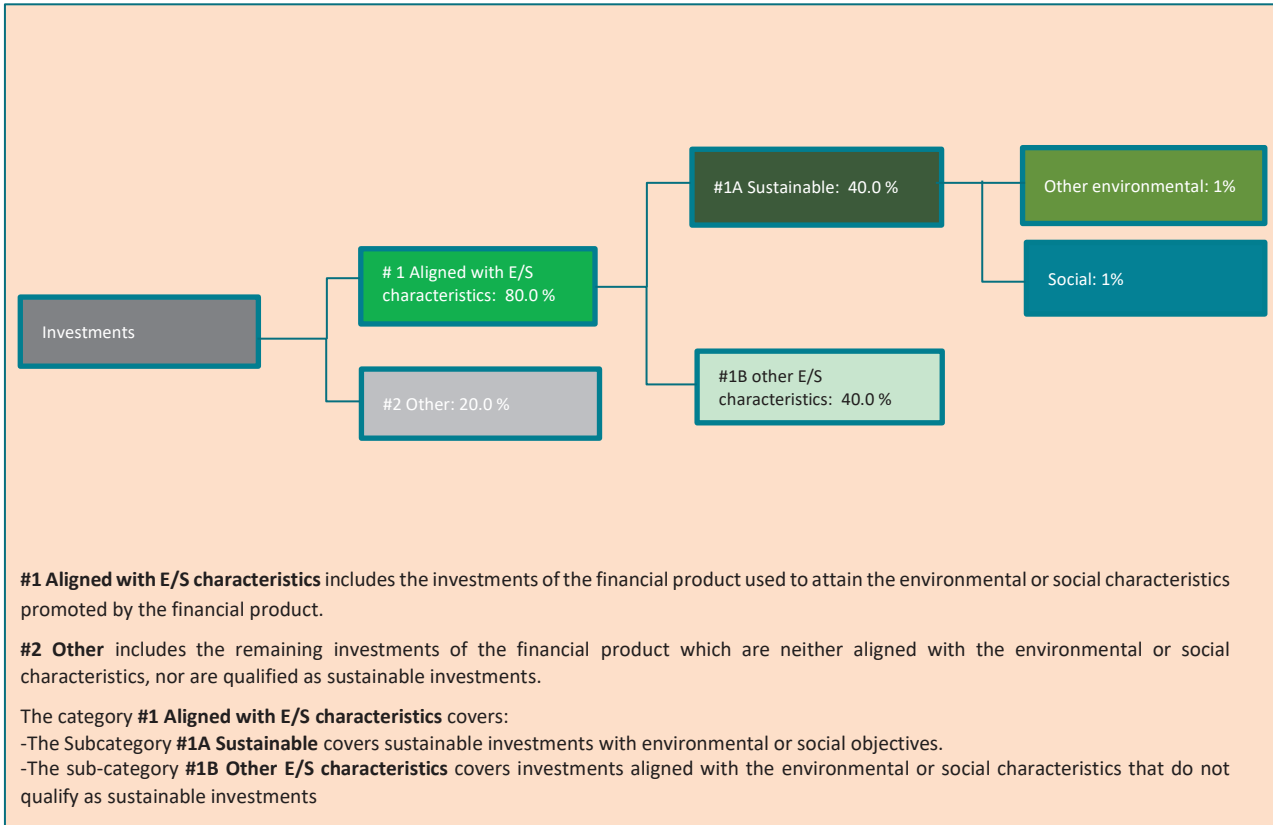 #1A Sustainable: 40.0 %
Other environmental: 1%
# 1 Aligned with E/S
characteristics: 80.0 %
Social: 1%
Investments
#1B other E/S
characteristics: 40.0 %
#2 Other: 20.0 %
#1 Aligned with E/S characteristics includes the investments of the financial product used to attain the environmental or social characteristics
promoted by the financial product.
#2 Other includes the remaining investments of the financial product which are neither aligned with the environmental or social
characteristics, nor are qualified as sustainable investments.
The category #1 Aligned with E/S characteristics covers:
-The Subcategory #1A Sustainable covers sustainable investments with environmental or social objectives.
-The sub-category #1B Other E/S characteristics covers investments aligned with the environmental or social characteristics that do not
qualify as sustainable investments